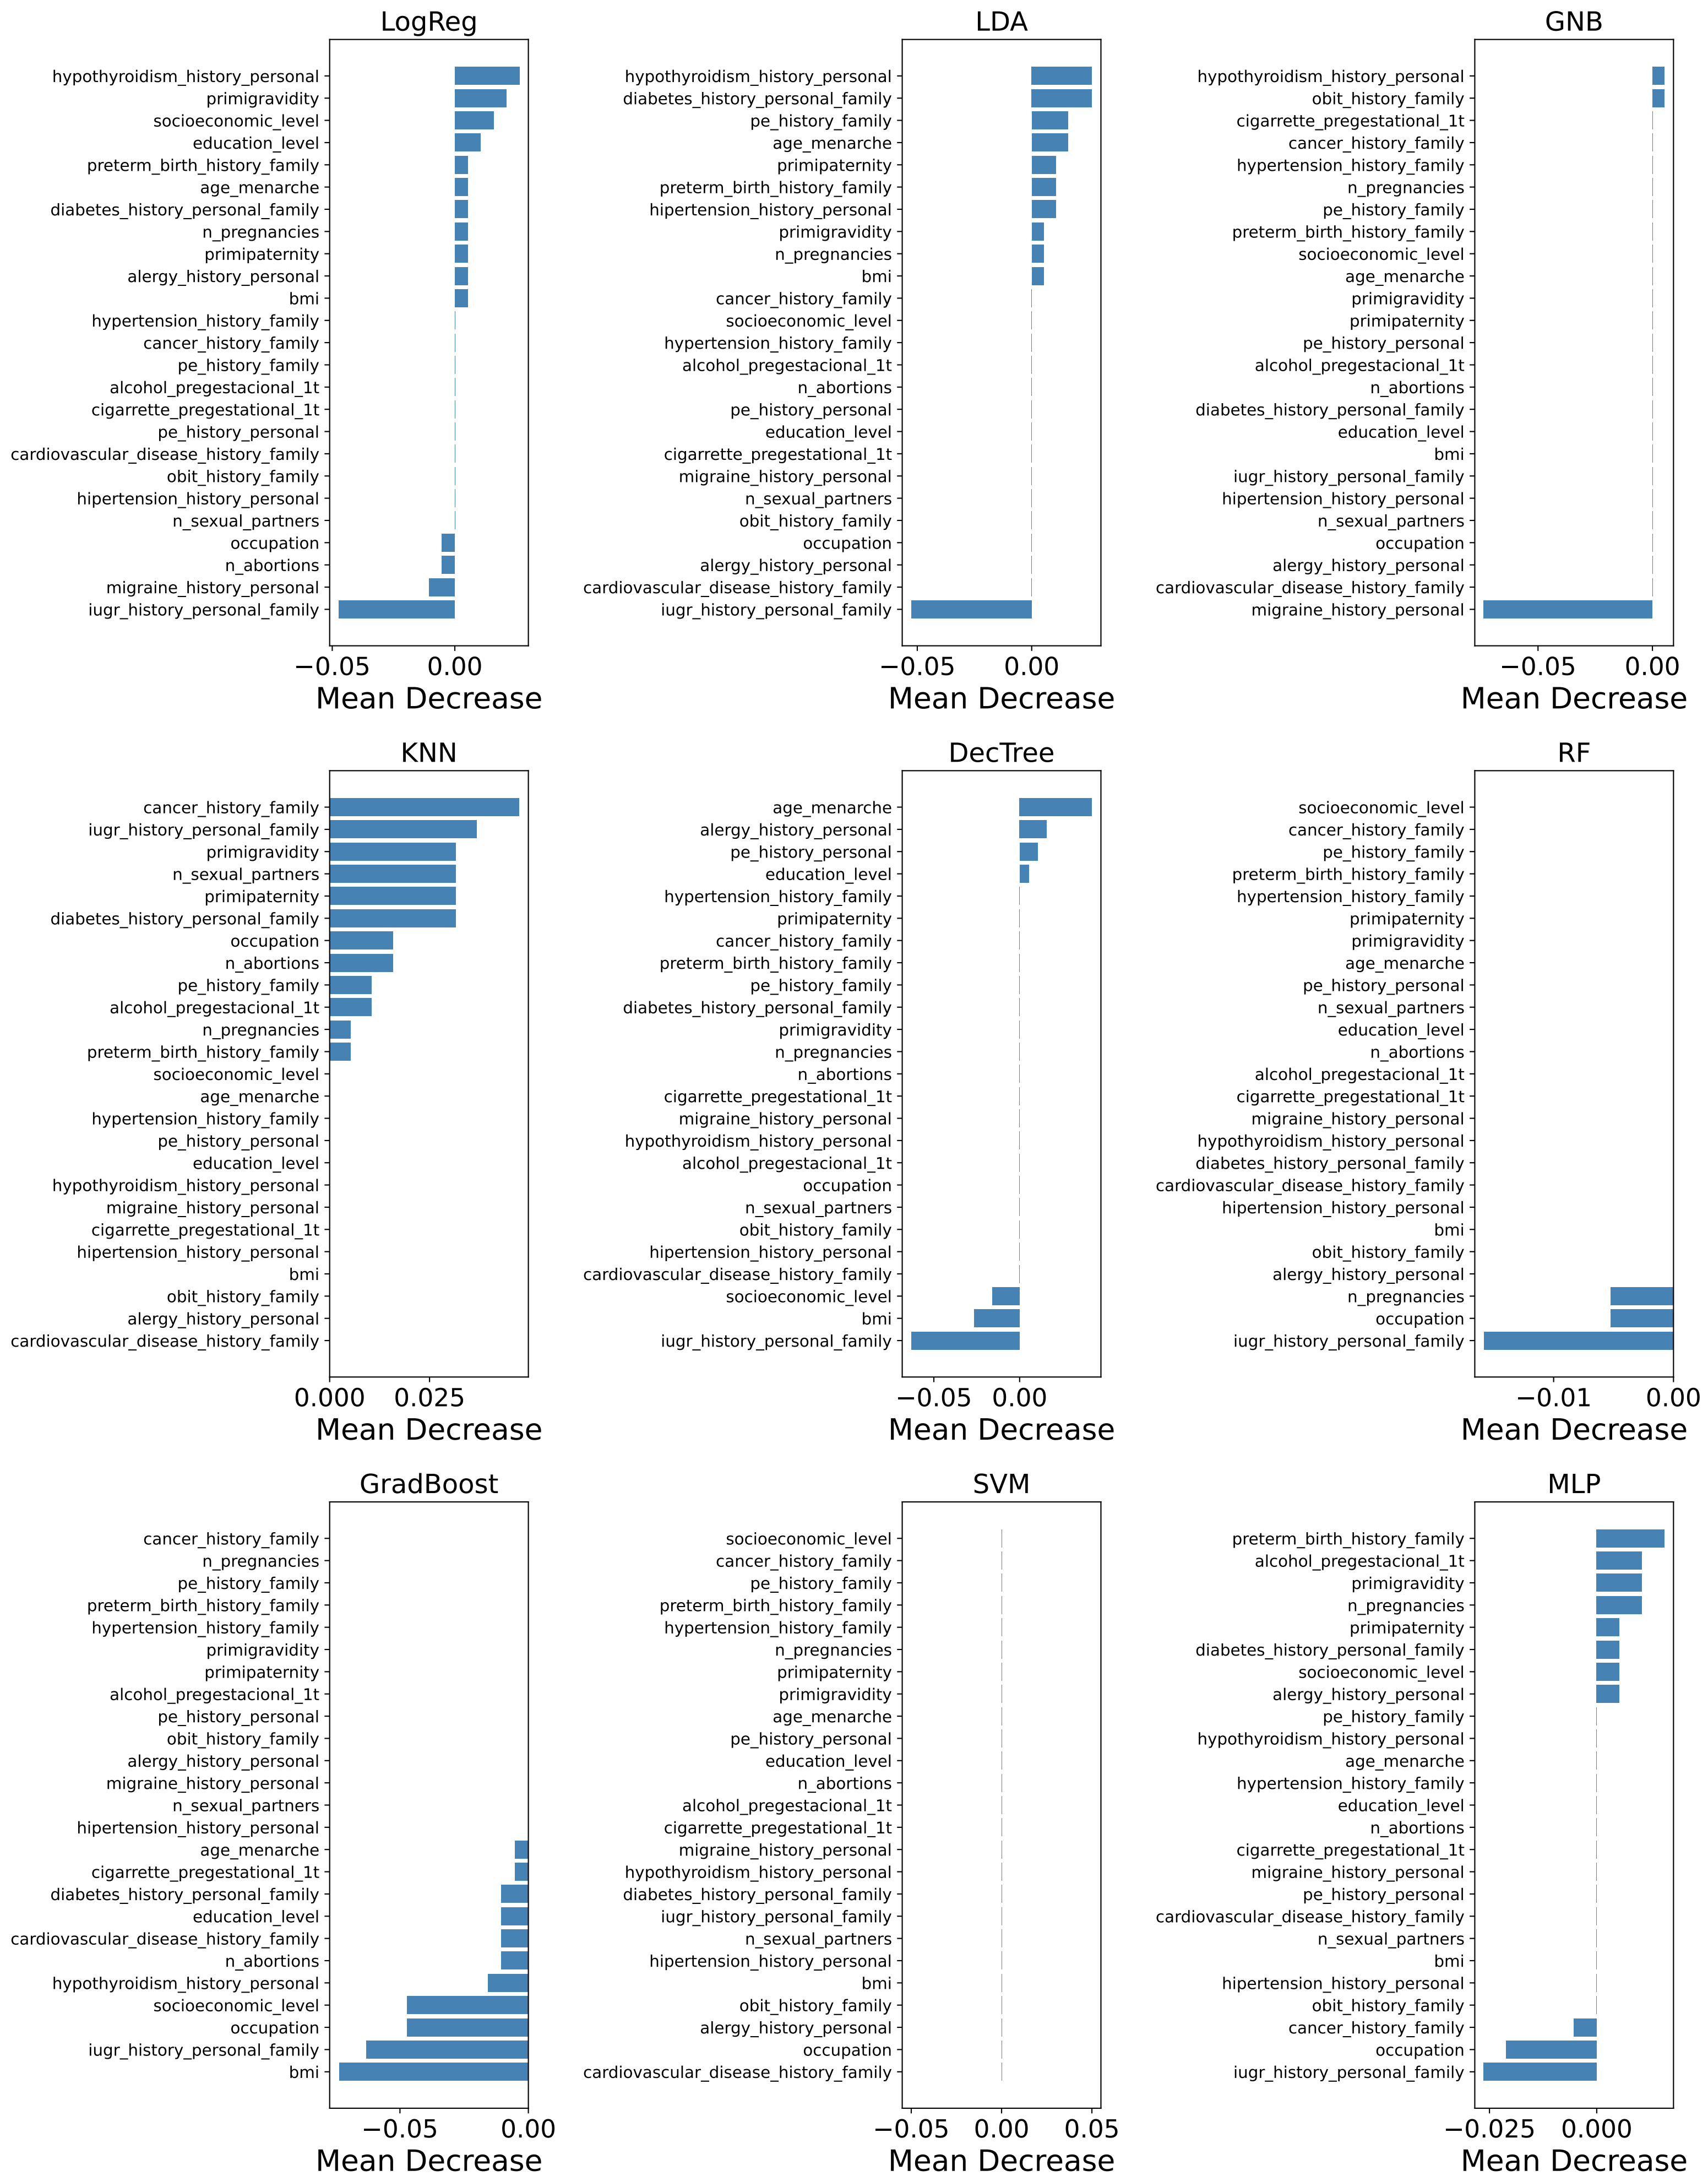 LogReg
hypothyroidism_history_personal
primigravidity
socioeconomic_level
education_level
preterm_birth_history_family
age_menarche
diabetes_history_personal_family
n_pregnancies
primipaternity
alergy_history_personal
bmi
hypertension_history_family
cancer_history_family
pe_history_family
alcohol_pregestacional_1t
cigarrette_pregestational_1t
pe_history_personal
cardiovascular_disease_history_family
obit_history_family
hipertension_history_personal
n_sexual_partners
occupation
n_abortions
migraine_history_personal
iugr_history_personal_family
−0.05 0.00
Mean Decrease
LDA
hypothyroidism_history_personal
diabetes_history_personal_family
pe_history_family
age_menarche
primipaternity
preterm_birth_history_family
hipertension_history_personal
primigravidity
n_pregnancies
bmi
cancer_history_family
socioeconomic_level
hypertension_history_family
alcohol_pregestacional_1t
n_abortions
pe_history_personal
education_level
cigarrette_pregestational_1t
migraine_history_personal
n_sexual_partners
obit_history_family
occupation
alergy_history_personal
cardiovascular_disease_history_family
iugr_history_personal_family
−0.05 0.00
Mean Decrease
GNB
hypothyroidism_history_personal
obit_history_family
cigarrette_pregestational_1t
cancer_history_family
hypertension_history_family
n_pregnancies
pe_history_family
preterm_birth_history_family
socioeconomic_level
age_menarche
primigravidity
primipaternity
pe_history_personal
alcohol_pregestacional_1t
n_abortions
diabetes_history_personal_family
education_level
bmi
iugr_history_personal_family
hipertension_history_personal
n_sexual_partners
occupation
alergy_history_personal
cardiovascular_disease_history_family
migraine_history_personal
−0.05 0.00
Mean Decrease
KNN
cancer_history_family
iugr_history_personal_family
primigravidity
n_sexual_partners
primipaternity
diabetes_history_personal_family
occupation
n_abortions
pe_history_family
alcohol_pregestacional_1t
n_pregnancies
preterm_birth_history_family
socioeconomic_level
age_menarche
hypertension_history_family
pe_history_personal
education_level
hypothyroidism_history_personal
migraine_history_personal
cigarrette_pregestational_1t
hipertension_history_personal
bmi
obit_history_family
alergy_history_personal
cardiovascular_disease_history_family
0.000 0.025
Mean Decrease
DecTree
age_menarche
alergy_history_personal
pe_history_personal
education_level
hypertension_history_family
primipaternity
cancer_history_family
preterm_birth_history_family
pe_history_family
diabetes_history_personal_family
primigravidity
n_pregnancies
n_abortions
cigarrette_pregestational_1t
migraine_history_personal
hypothyroidism_history_personal
alcohol_pregestacional_1t
occupation
n_sexual_partners
obit_history_family
hipertension_history_personal
cardiovascular_disease_history_family
socioeconomic_level
bmi
iugr_history_personal_family
−0.05 0.00
Mean Decrease
RF
socioeconomic_level
cancer_history_family
pe_history_family
preterm_birth_history_family
hypertension_history_family
primipaternity
primigravidity
age_menarche
pe_history_personal
n_sexual_partners
education_level
n_abortions
alcohol_pregestacional_1t
cigarrette_pregestational_1t
migraine_history_personal
hypothyroidism_history_personal
diabetes_history_personal_family
cardiovascular_disease_history_family
hipertension_history_personal
bmi
obit_history_family
alergy_history_personal
n_pregnancies
occupation
iugr_history_personal_family
−0.01 0.00
Mean Decrease
GradBoost
cancer_history_family
n_pregnancies
pe_history_family
preterm_birth_history_family
hypertension_history_family
primigravidity
primipaternity
alcohol_pregestacional_1t
pe_history_personal
obit_history_family
alergy_history_personal
migraine_history_personal
n_sexual_partners
hipertension_history_personal
age_menarche
cigarrette_pregestational_1t
diabetes_history_personal_family
education_level
cardiovascular_disease_history_family
n_abortions
hypothyroidism_history_personal
socioeconomic_level
occupation
iugr_history_personal_family
bmi
−0.05 0.00
Mean Decrease
SVM
socioeconomic_level
cancer_history_family
pe_history_family
preterm_birth_history_family
hypertension_history_family
n_pregnancies
primipaternity
primigravidity
age_menarche
pe_history_personal
education_level
n_abortions
alcohol_pregestacional_1t
cigarrette_pregestational_1t
migraine_history_personal
hypothyroidism_history_personal
diabetes_history_personal_family
iugr_history_personal_family
n_sexual_partners
hipertension_history_personal
bmi
obit_history_family
alergy_history_personal
occupation
cardiovascular_disease_history_family
−0.05 0.00 0.05
Mean Decrease
MLP
preterm_birth_history_family
alcohol_pregestacional_1t
primigravidity
n_pregnancies
primipaternity
diabetes_history_personal_family
socioeconomic_level
alergy_history_personal
pe_history_family
hypothyroidism_history_personal
age_menarche
hypertension_history_family
education_level
n_abortions
cigarrette_pregestational_1t
migraine_history_personal
pe_history_personal
cardiovascular_disease_history_family
n_sexual_partners
bmi
hipertension_history_personal
obit_history_family
cancer_history_family
occupation
iugr_history_personal_family
−0.025 0.000
Mean Decrease